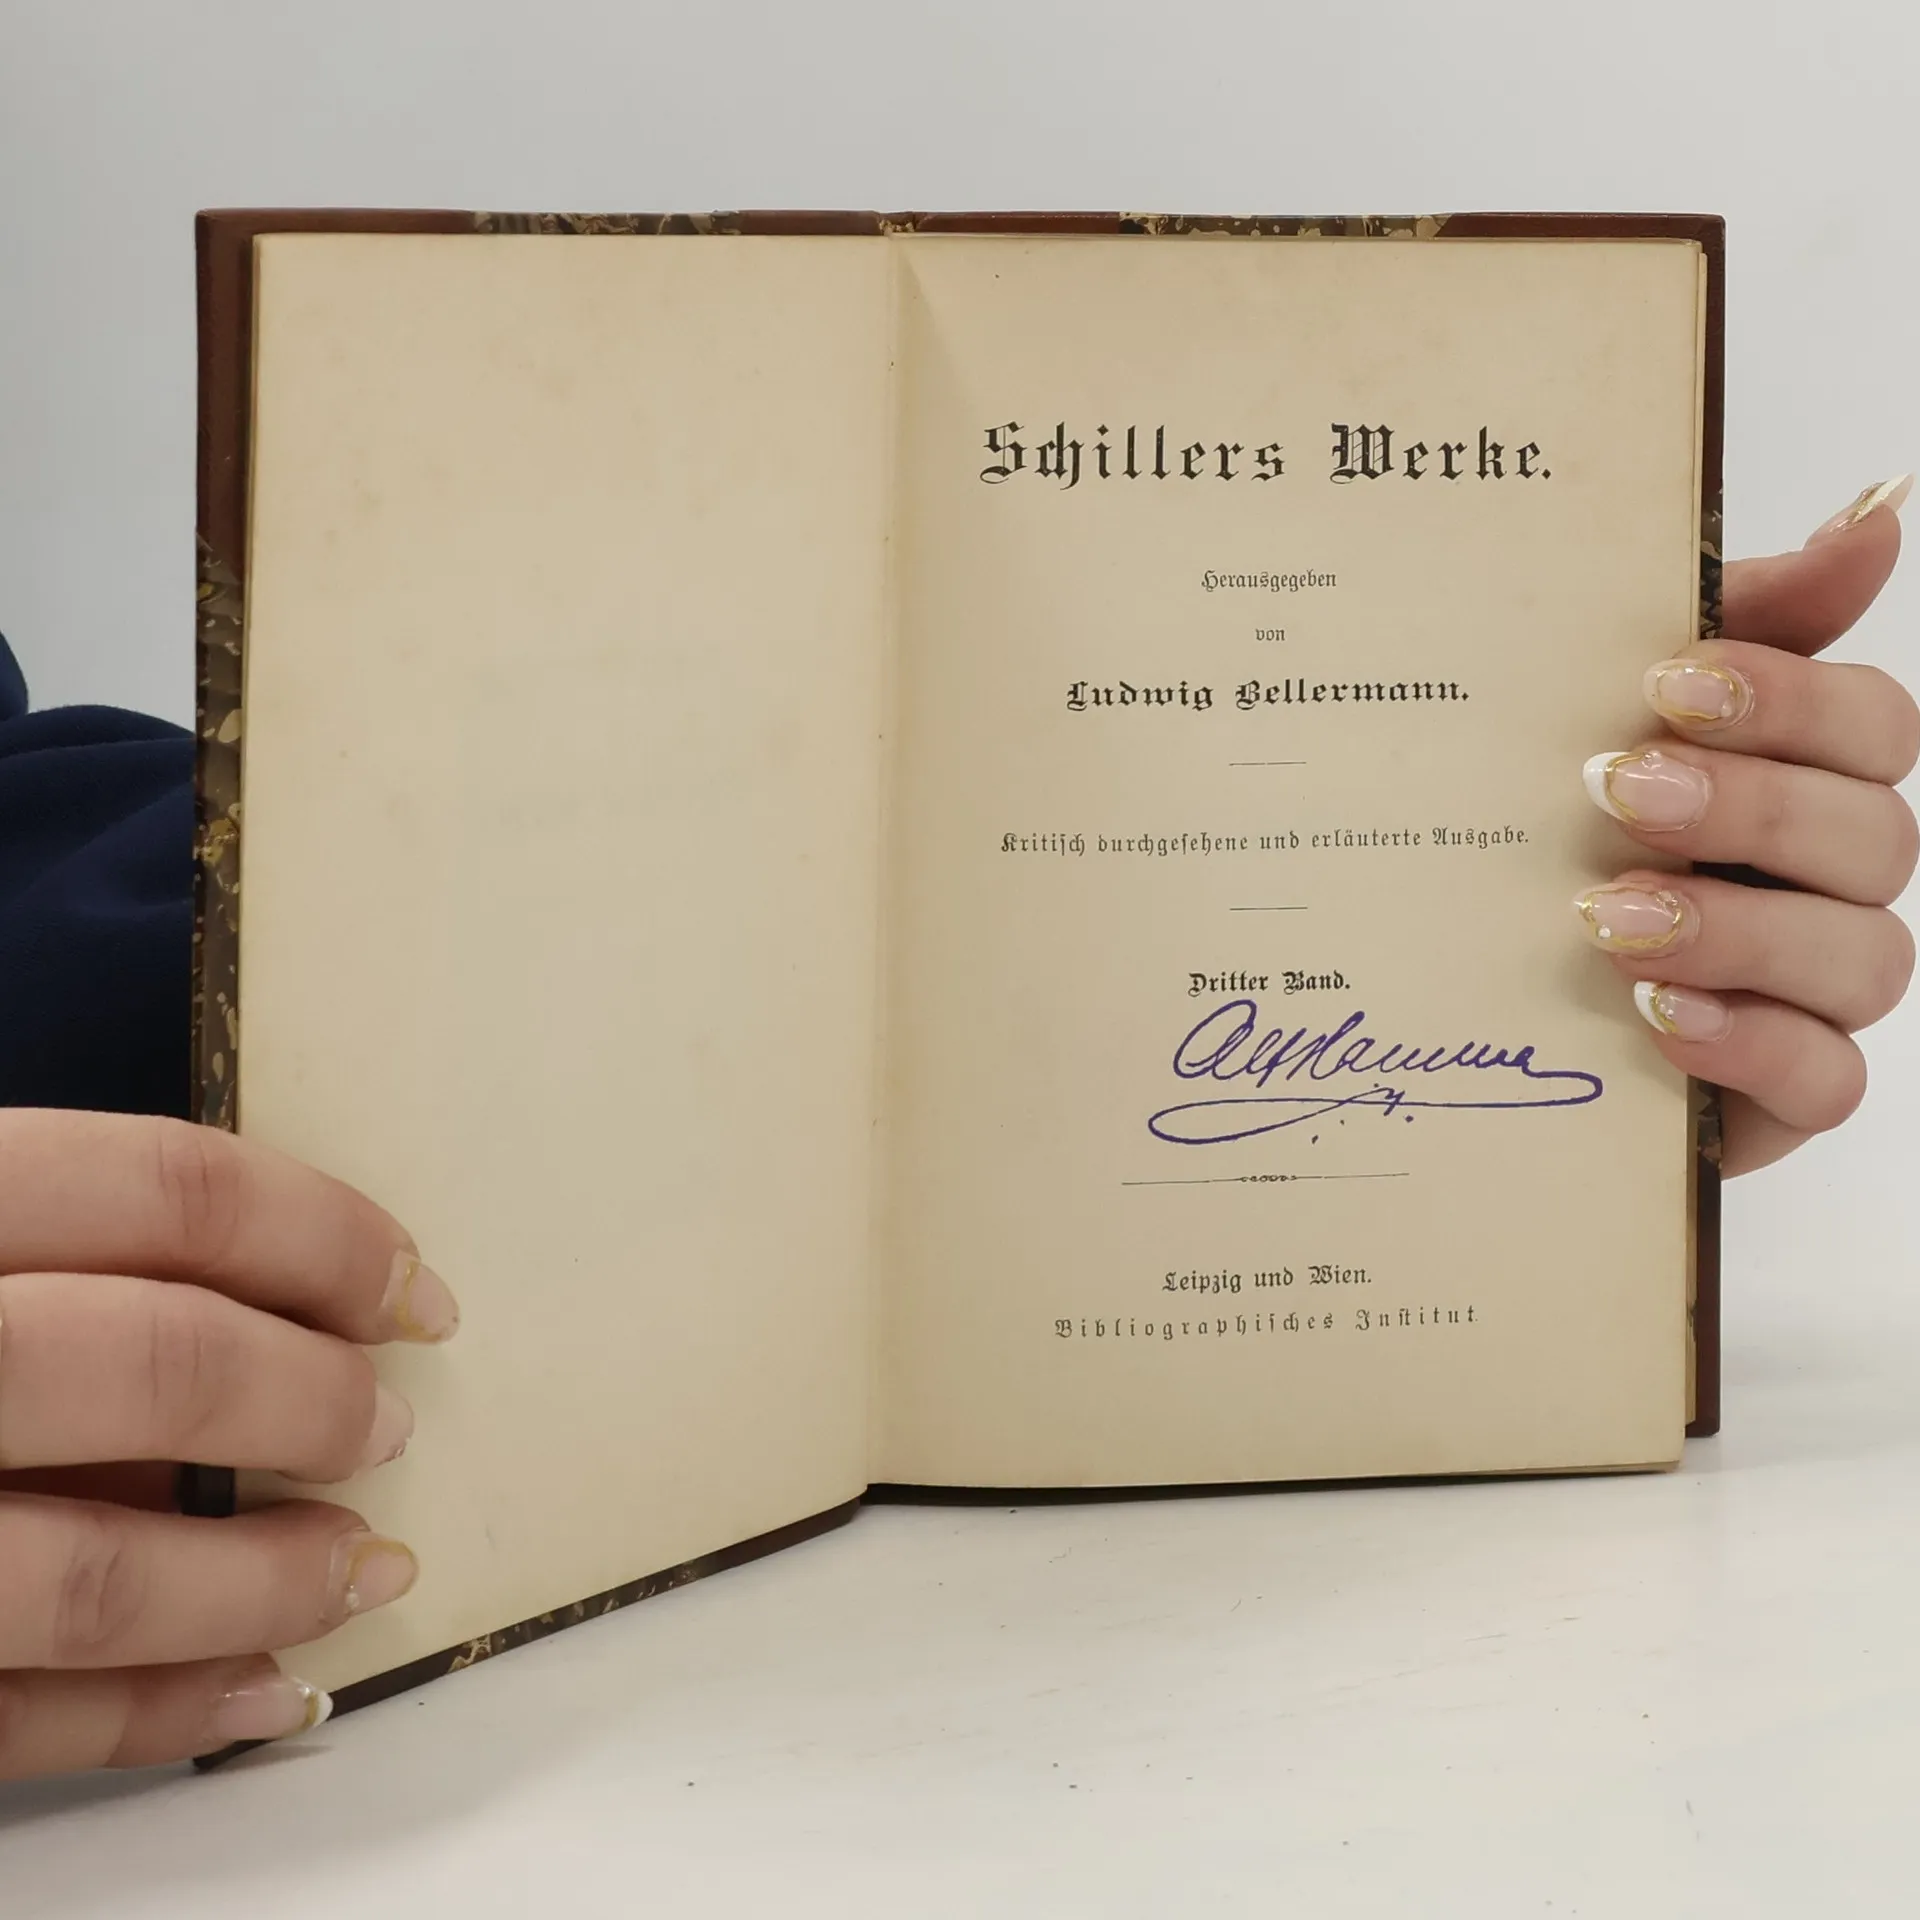 Schillers Werke.
Herausgegeben
von
Ludwig Bellermann.
Kritisch durchgesehene und erläuterte Ausgabe.
Dritter Band.
Leipzig und Wien.
Bibliographisches Institut.